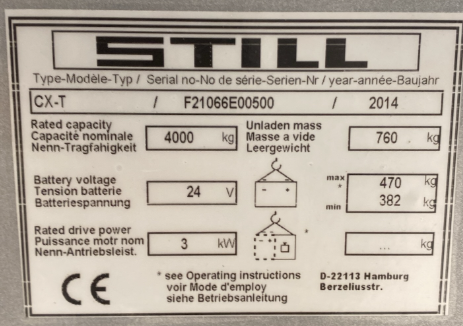 STILL
Type-Modèle-Typ / Serial no-No de série-Serien-Nr / year-année-Baujahr
CX-T / F21066E00500 / 2014
Rated capacity
Capacité nominale
Nenn-Tragfahigkeit
4000 kg
Unladen mass
Masse a vide
Leergewicht
760 kg
Battery voltage
Tension batterie
Batteriespannung
24 V
- +
max
*
min
470 kg
382 kg
Rated drive power
Puissance motr nom
Nenn-Antriebsleist.
3 kW
- +
*
... kg
CE
* see Operating instructions
voir Mode d'employ
siehe Betriebsanleitung
D-22113 Hamburg
Berzeliusstr.